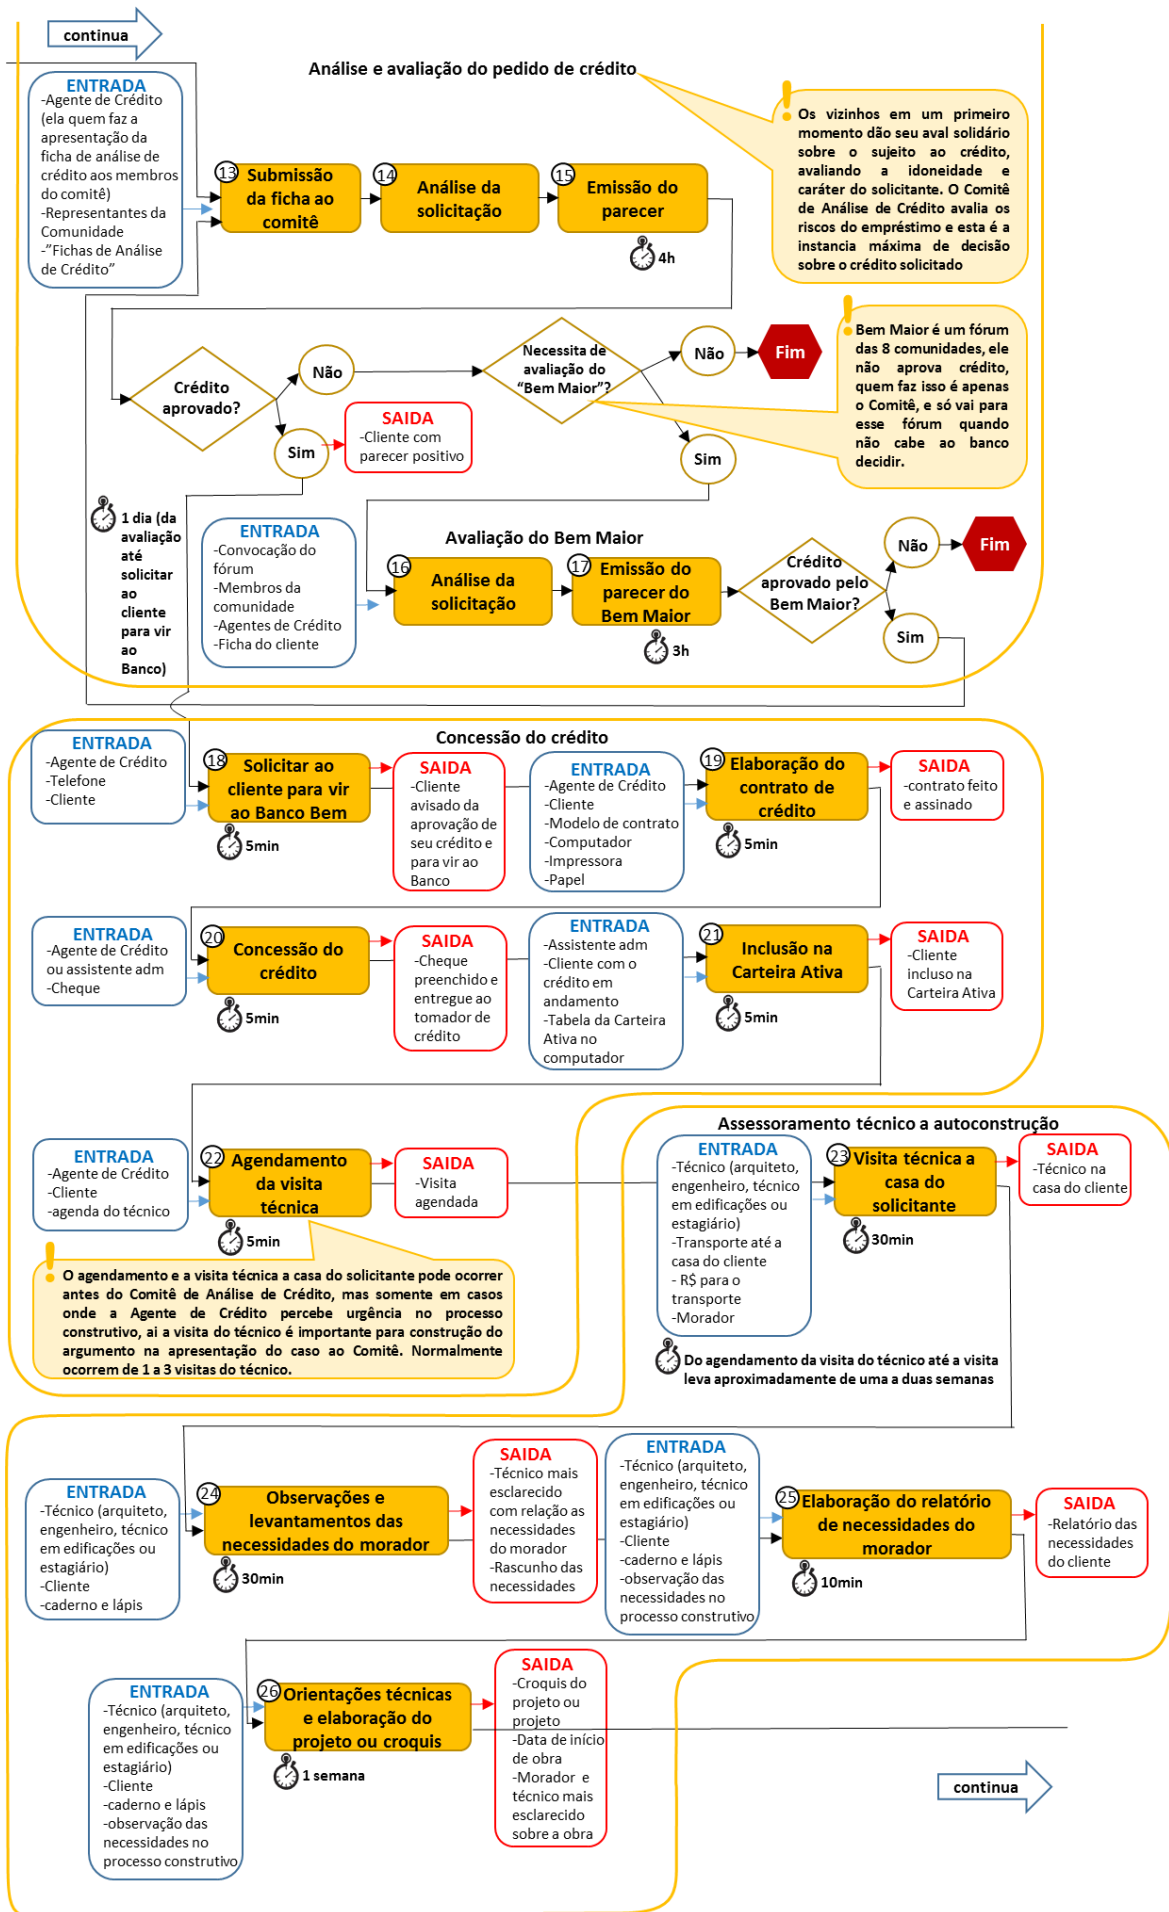 continua
Análise e avaliação do pedido de crédito
ENTRADA
-Agente de Crédito
(ela quem faz a
apresentação da
ficha de análise de
crédito aos membros
do comitê)
-Representantes da
Comunidade
-”Fichas de Análise
de Crédito”
13
Submissão
da ficha ao
comitê
14
Análise da
solicitação
15
Emissão do
parecer
4h
!
Os vizinhos em um primeiro
momento dão seu aval solidário
sobre o sujeito ao crédito,
avaliando a idoneidade e
caráter do solicitante. O Comitê
de Análise de Crédito avalia os
riscos do empréstimo e esta é a
instancia máxima de decisão
sobre o crédito solicitado
Crédito
aprovado?
Não
Sim
SAIDA
-Cliente com
parecer positivo
Necessita de
avaliação do
“Bem Maior”?
Não
Fim
Sim
!
Bem Maior é um fórum
das 8 comunidades, ele
não aprova crédito,
quem faz isso é apenas
o Comitê, e só vai para
esse fórum quando
não cabe ao banco
decidir.
1 dia (da
avaliação
até
solicitar
ao
cliente
para vir
ao
Banco)
ENTRADA
-Convocação do
fórum
-Membros da
comunidade
-Agentes de Crédito
-Ficha do cliente
Avaliação do Bem Maior
16
Análise da
solicitação
17
Emissão do
parecer do
Bem Maior
3h
Crédito
aprovado pelo
Bem Maior?
Não
Fim
Sim
Concessão do crédito
ENTRADA
-Agente de Crédito
-Telefone
-Cliente
18
Solicitar ao
cliente para vir
ao Banco Bem
5min
SAIDA
-Cliente
avisado da
aprovação de
seu crédito e
para vir ao
Banco
ENTRADA
-Agente de Crédito
-Cliente
-Modelo de contrato
-Computador
-Impressora
-Papel
19
Elaboração do
contrato de
crédito
5min
SAIDA
-contrato feito
e assinado
ENTRADA
-Agente de Crédito
ou assistente adm
-Cheque
20
Concessão do
crédito
5min
SAIDA
-Cheque
preenchido e
entregue ao
tomador de
crédito
ENTRADA
-Assistente adm
-Cliente com o
crédito em
andamento
-Tabela da Carteira
Ativa no
computador
21
Inclusão na
Carteira Ativa
5min
SAIDA
-Cliente
incluso na
Carteira Ativa
ENTRADA
-Agente de Crédito
-Cliente
-agenda do técnico
22
Agendamento
da visita
técnica
5min
SAIDA
-Visita
agendada
!
O agendamento e a visita técnica a casa do solicitante pode ocorrer
antes do Comitê de Análise de Crédito, mas somente em casos
onde a Agente de Crédito percebe urgência no processo
construtivo, ai a visita do técnico é importante para construção do
argumento na apresentação do caso ao Comitê. Normalmente
ocorrem de 1 a 3 visitas do técnico.
Assessoramento técnico a autoconstrução
ENTRADA
-Técnico (arquiteto,
engenheiro, técnico
em edificações ou
estagiário)
-Transporte até a
casa do cliente
- R$ para o
transporte
-Morador
23
Visita técnica a
casa do
solicitante
30min
SAIDA
-Técnico na
casa do cliente
Do agendamento da visita do técnico até a visita
leva aproximadamente de uma a duas semanas
ENTRADA
-Técnico (arquiteto,
engenheiro, técnico
em edificações ou
estagiário)
-Cliente
-caderno e lápis
24
Observações e
levantamentos das
necessidades do morador
30min
SAIDA
-Técnico mais
esclarecido
com relação as
necessidades
do morador
-Rascunho das
necessidades
ENTRADA
-Técnico (arquiteto,
engenheiro, técnico
em edificações ou
estagiário)
-Cliente
-caderno e lápis
-observação das
necessidades no
processo construtivo
25
Elaboração do relatório
de necessidades do
morador
10min
SAIDA
-Relatório das
necessidades
do cliente
ENTRADA
-Técnico (arquiteto,
engenheiro, técnico
em edificações ou
estagiário)
-Cliente
-caderno e lápis
-observação das
necessidades no
processo construtivo
26
Orientações técnicas
e elaboração do
projeto ou croquis
1 semana
SAIDA
-Croquis do
projeto ou
projeto
-Data de início
de obra
-Morador e
técnico mais
esclarecido
sobre a obra
continua